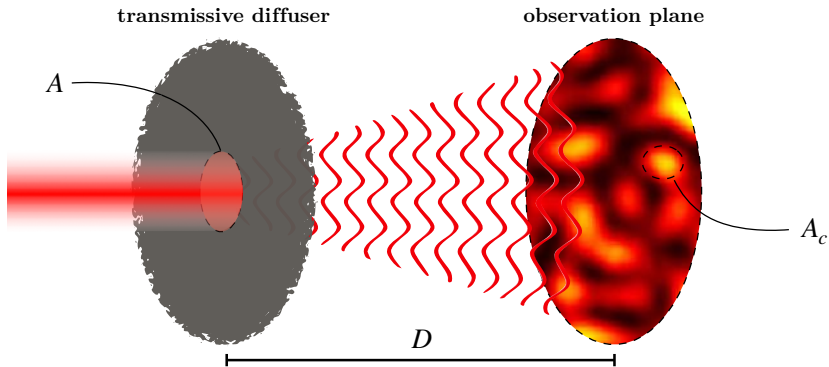 transmissive diffuser
observation plane
A
A_c
D